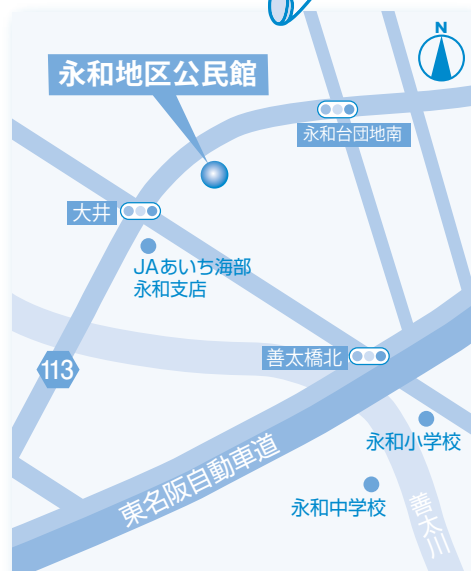 N
永和地区公民館
永和台団地南
大井
JAあいち海部
永和支店
善太橋北
113
永和小学校
東名阪自動車道
永和中学校
善太川